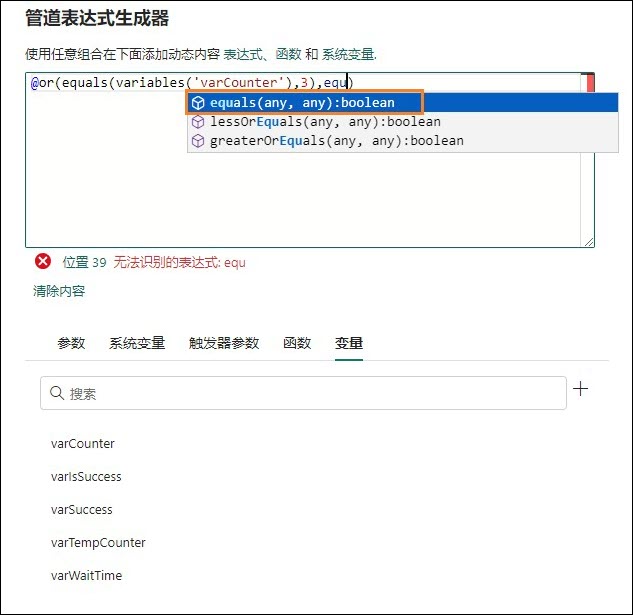 管道表达式生成器
使用任意组合在下面添加动态内容 表达式、函数 和 系统变量.
@or(equals(variables('varCounter'),3),equ)
equals(any, any):boolean
lessOrEquals(any, any):boolean
greaterOrEquals(any, any):boolean
位置 39 无法识别的表达式: equ
清除内容
参数 系统变量 触发器参数 函数 变量
搜索
varCounter
varIsSuccess
varSuccess
varTempCounter
varWaitTime